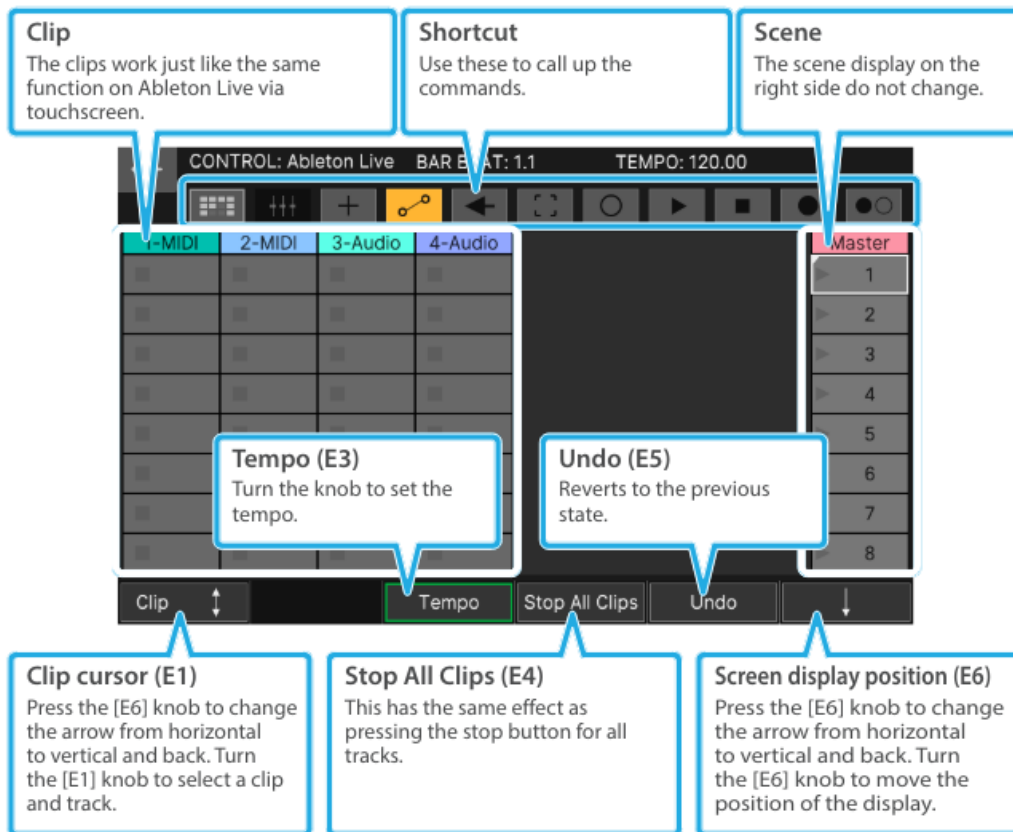 Clip
The clips work just like the same
function on Ableton Live via
touchscreen.
Shortcut
Use these to call up the
commands.
Scene
The scene display on the
right side do not change.
CONTROL: Ableton Live BAR BEAT: 1.1 TEMPO: 120.00
1-MIDI 2-MIDI 3-Audio 4-Audio Master
1
2
3
4
5
6
7
8
Tempo (E3)
Turn the knob to set the
tempo.
Undo (E5)
Reverts to the previous
state.
Clip Tempo Stop All Clips Undo
Clip cursor (E1)
Press the [E6] knob to change
the arrow from horizontal
to vertical and back. Turn
the [E1] knob to select a clip
and track.
Stop All Clips (E4)
This has the same effect as
pressing the stop button for all
tracks.
Screen display position (E6)
Press the [E6] knob to change
the arrow from horizontal
to vertical and back. Turn
the [E6] knob to move the
position of the display.